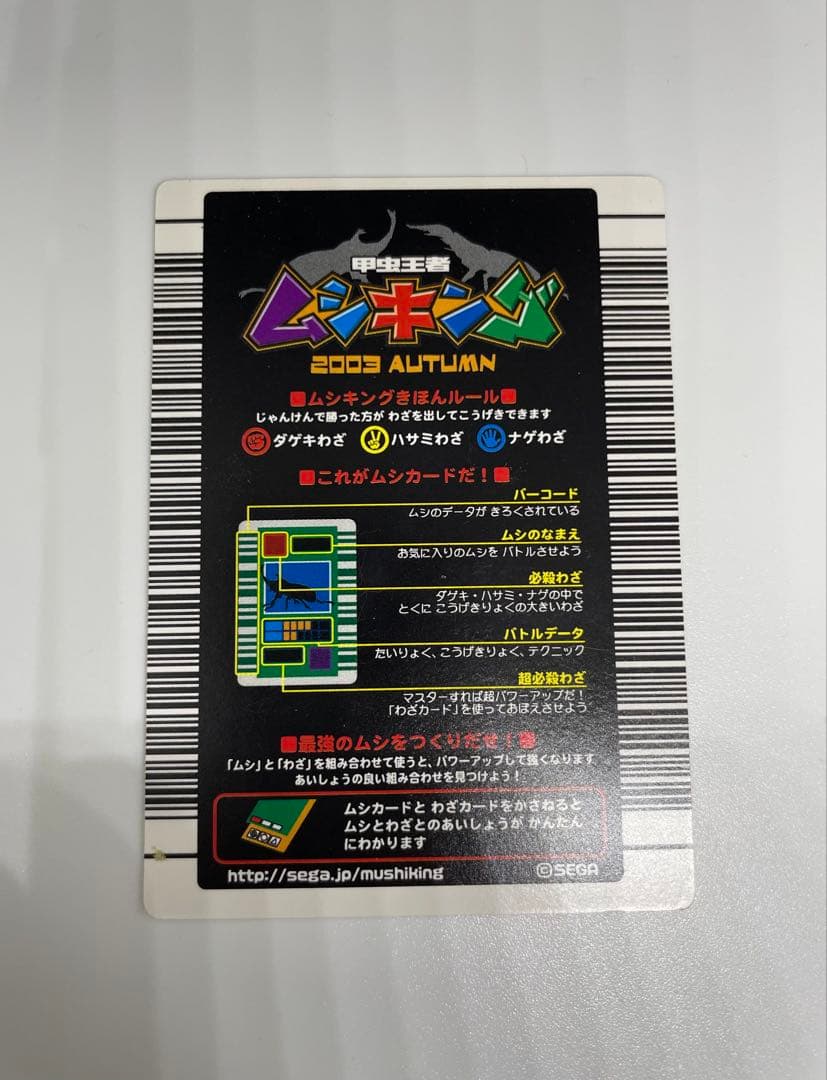 甲虫王者
ムシキング
2003 AUTUMN
ムシキングきほんルール
じゃんけんで勝った方が わざを出してこうげきできます
ダゲキわざ ハサミわざ ナゲわざ
これがムシカードだ!
バーコード
ムシのデータが きろくされている
ムシのなまえ
お気に入りのムシを バトルさせよう
必殺わざ
ダゲキ・ハサミ・ナゲの中で
とくに こうげきりょくの大きいわざ
バトルデータ
たいりょく、こうげきりょく、テクニック
超必殺わざ
マスターすれば超パワーアップだ!
「わざカード」を使っておぼえさせよう
最強のムシをつくりだせ!
「ムシ」と「わざ」を組み合わせて使うと、パワーアップして強くなります
あいしょうの良い組み合わせを見つけよう!
ムシカードと わざカードをかさねると
ムシとわざとのあいしょうが かんたん
にわかります
http://sega.jp/mushiking ©SEGA